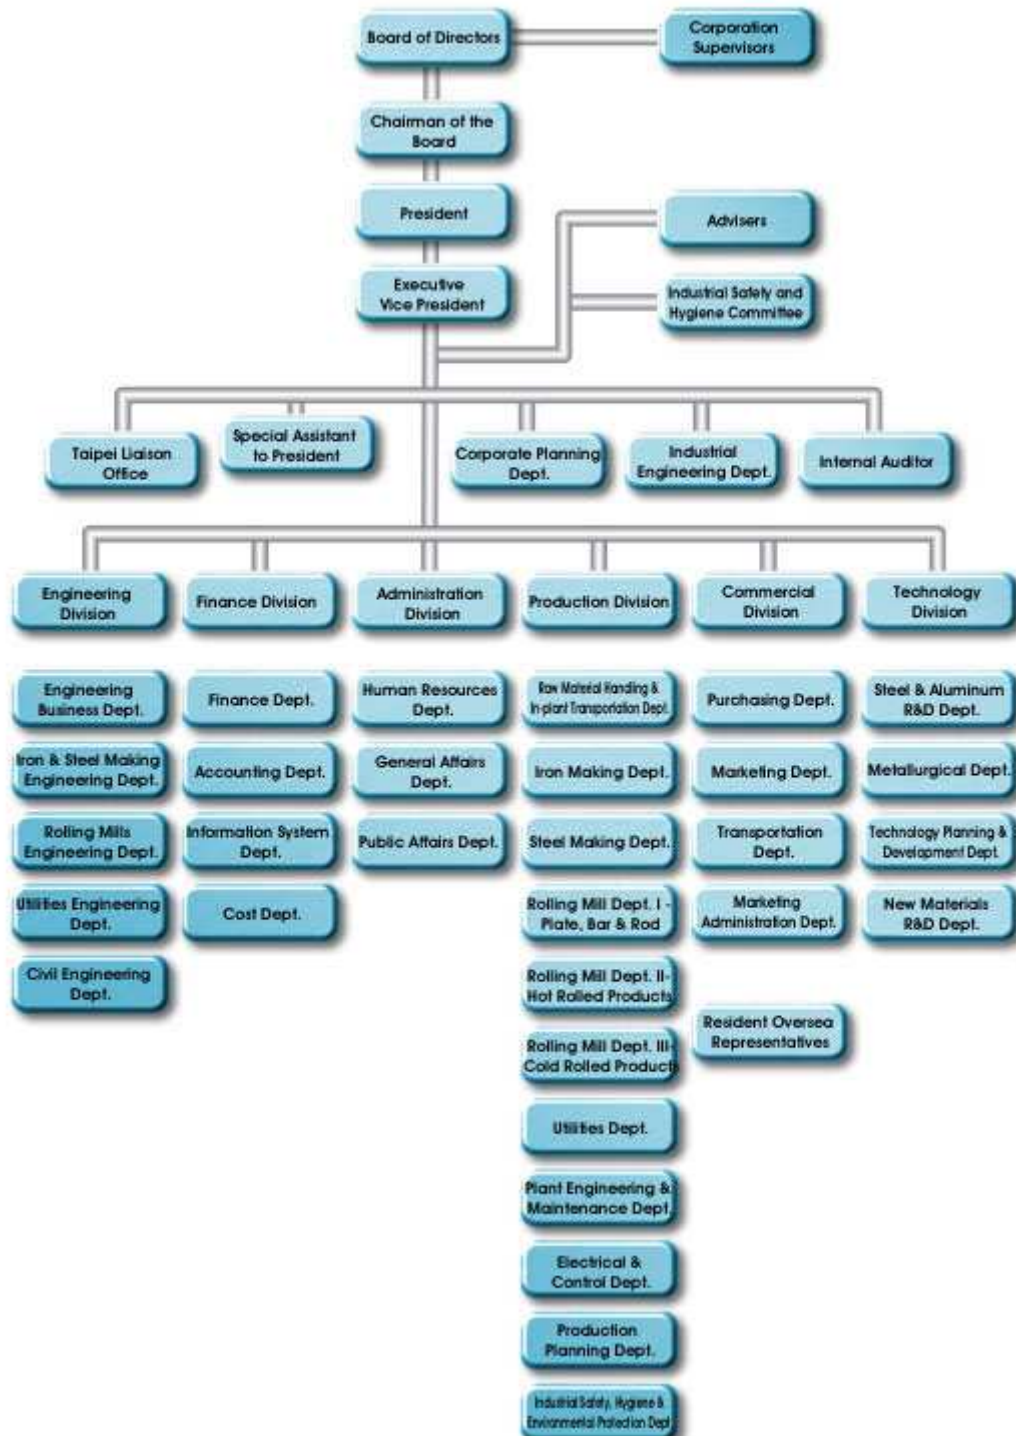 Board of Directors
Corporation
Supervisors
Chairman of the
Board
President
Advisers
Executive
Vice President
Industrial Safety and
Hygiene Committee
Taipei Liaison
Office
Special Assistant
to President
Corporate Planning
Dept.
Industrial
Engineering Dept.
Internal Auditor
Engineering
Division
Finance Division
Administration
Division
Production Division
Commercial
Division
Technology
Division
Engineering
Business Dept.
Finance Dept.
Human Resources
Dept.
Raw Material Handling &
In-plant Transportation Dept.
Purchasing Dept.
Steel & Aluminum
R&D Dept.
Iron & Steel Making
Engineering Dept.
Accounting Dept.
General Affairs
Dept.
Iron Making Dept.
Marketing Dept.
Metallurgical Dept.
Rolling Mills
Engineering Dept.
Information System
Dept.
Public Affairs Dept.
Steel Making Dept.
Transportation
Dept.
Technology Planning &
Development Dept.
Utilities Engineering
Dept.
Cost Dept.
Rolling Mill Dept. I -
Plate, Bar & Rod
Marketing
Administration Dept.
New Materials
R&D Dept.
Civil Engineering
Dept.
Rolling Mill Dept. II-
Hot Rolled Products
Resident Oversea
Representatives
Rolling Mill Dept. III-
Cold Rolled Products
Utilities Dept.
Plant Engineering &
Maintenance Dept.
Electrical &
Control Dept.
Production
Planning Dept.
Industrial Safety, Hygiene &
Environmental Protection Dept